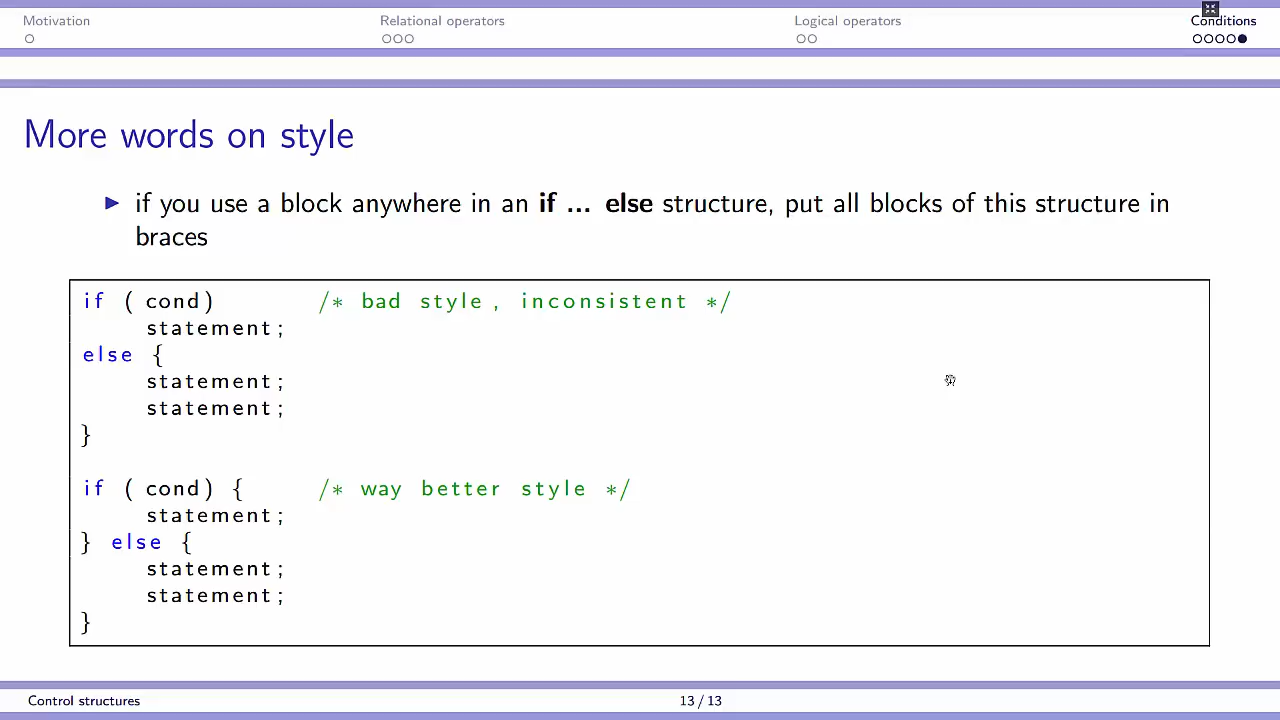 Motivation Relational operators Logical operators Conditions
More words on style
if you use a block anywhere in an if ... else structure, put all blocks of this structure in
braces
if ( cond) /* bad style, inconsistent */
statement;
else {
statement;
statement;
}
if ( cond) { /* way better style */
statement;
} else {
statement;
statement;
}
Control structures 13 / 13